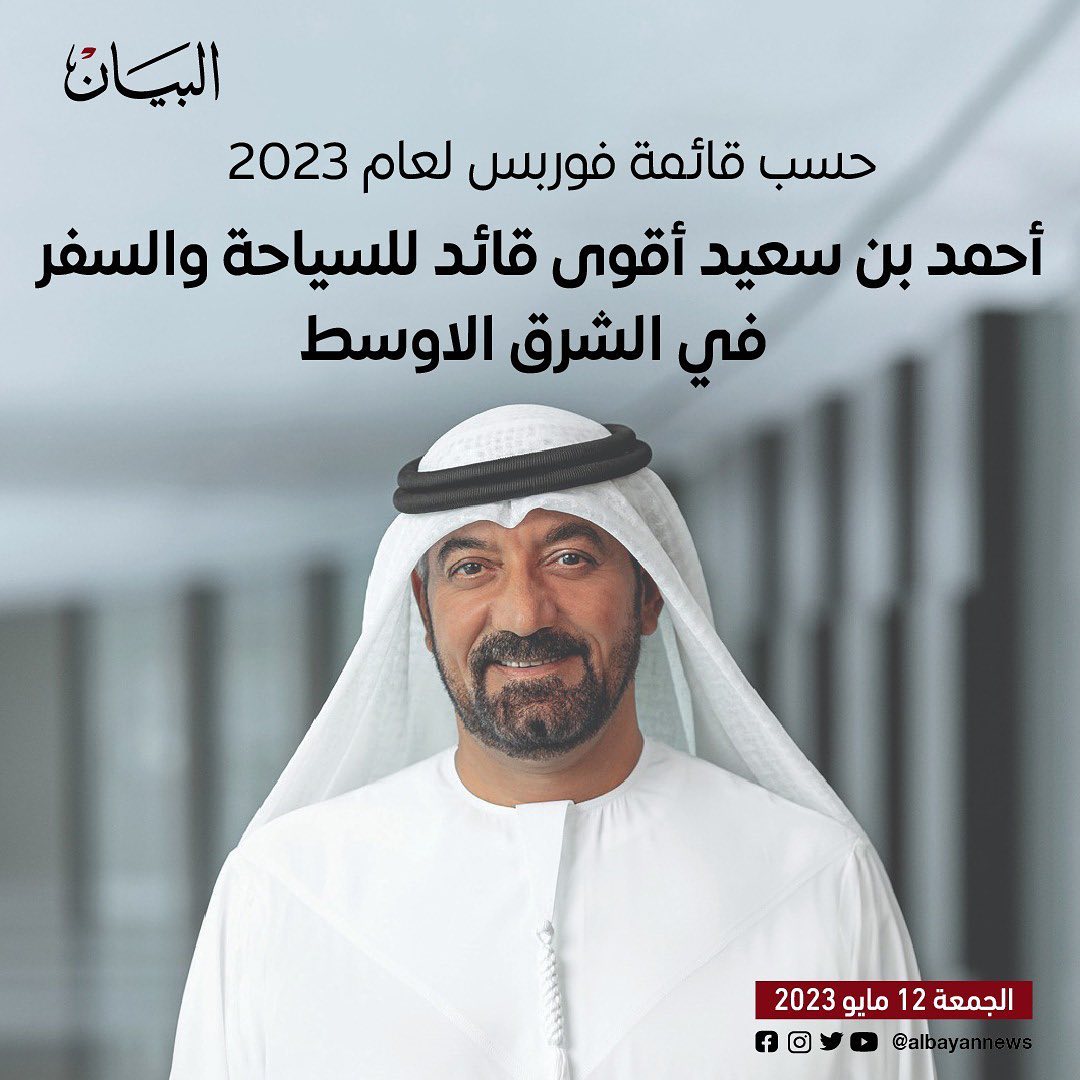 البيان
حسب قائمة فوربس لعام 2023
أحمد بن سعيد أقوى قائد للسياحة والسفر
في الشرق الاوسط
الجمعة 12 مايو 2023
@albayannews